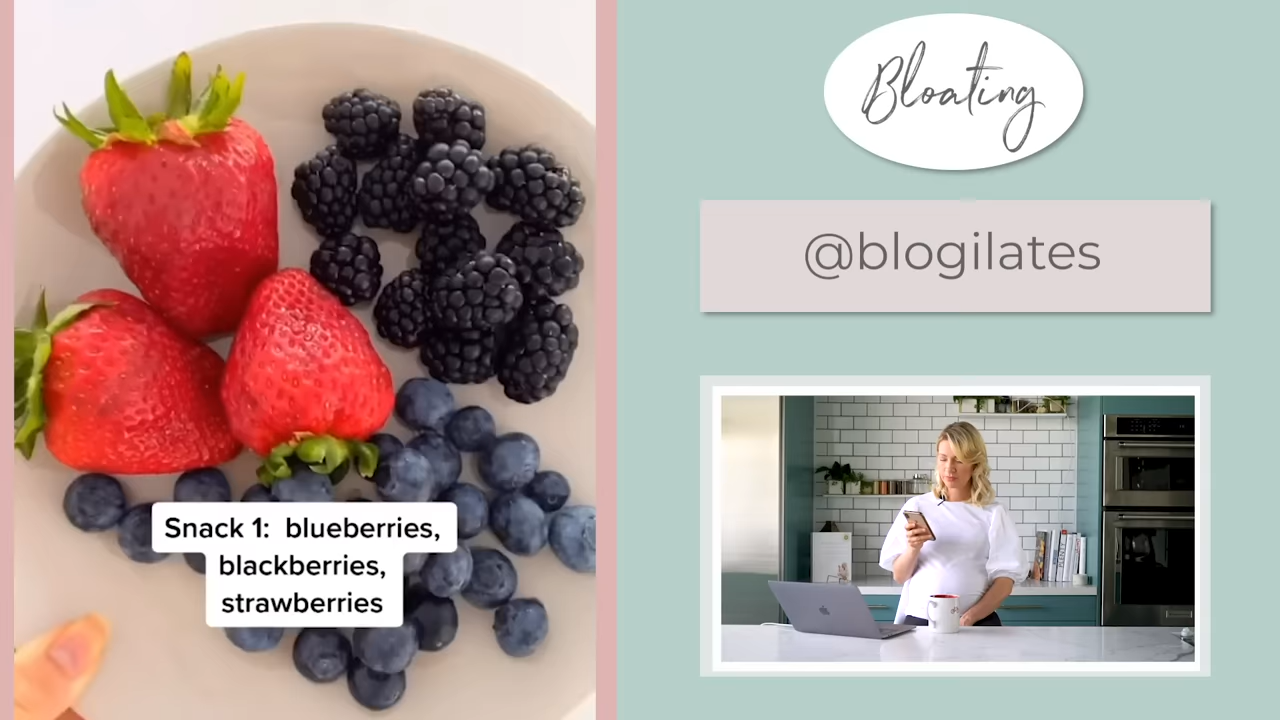 Snack 1: blueberries,
blackberries,
strawberries
Bloating
@blogilates